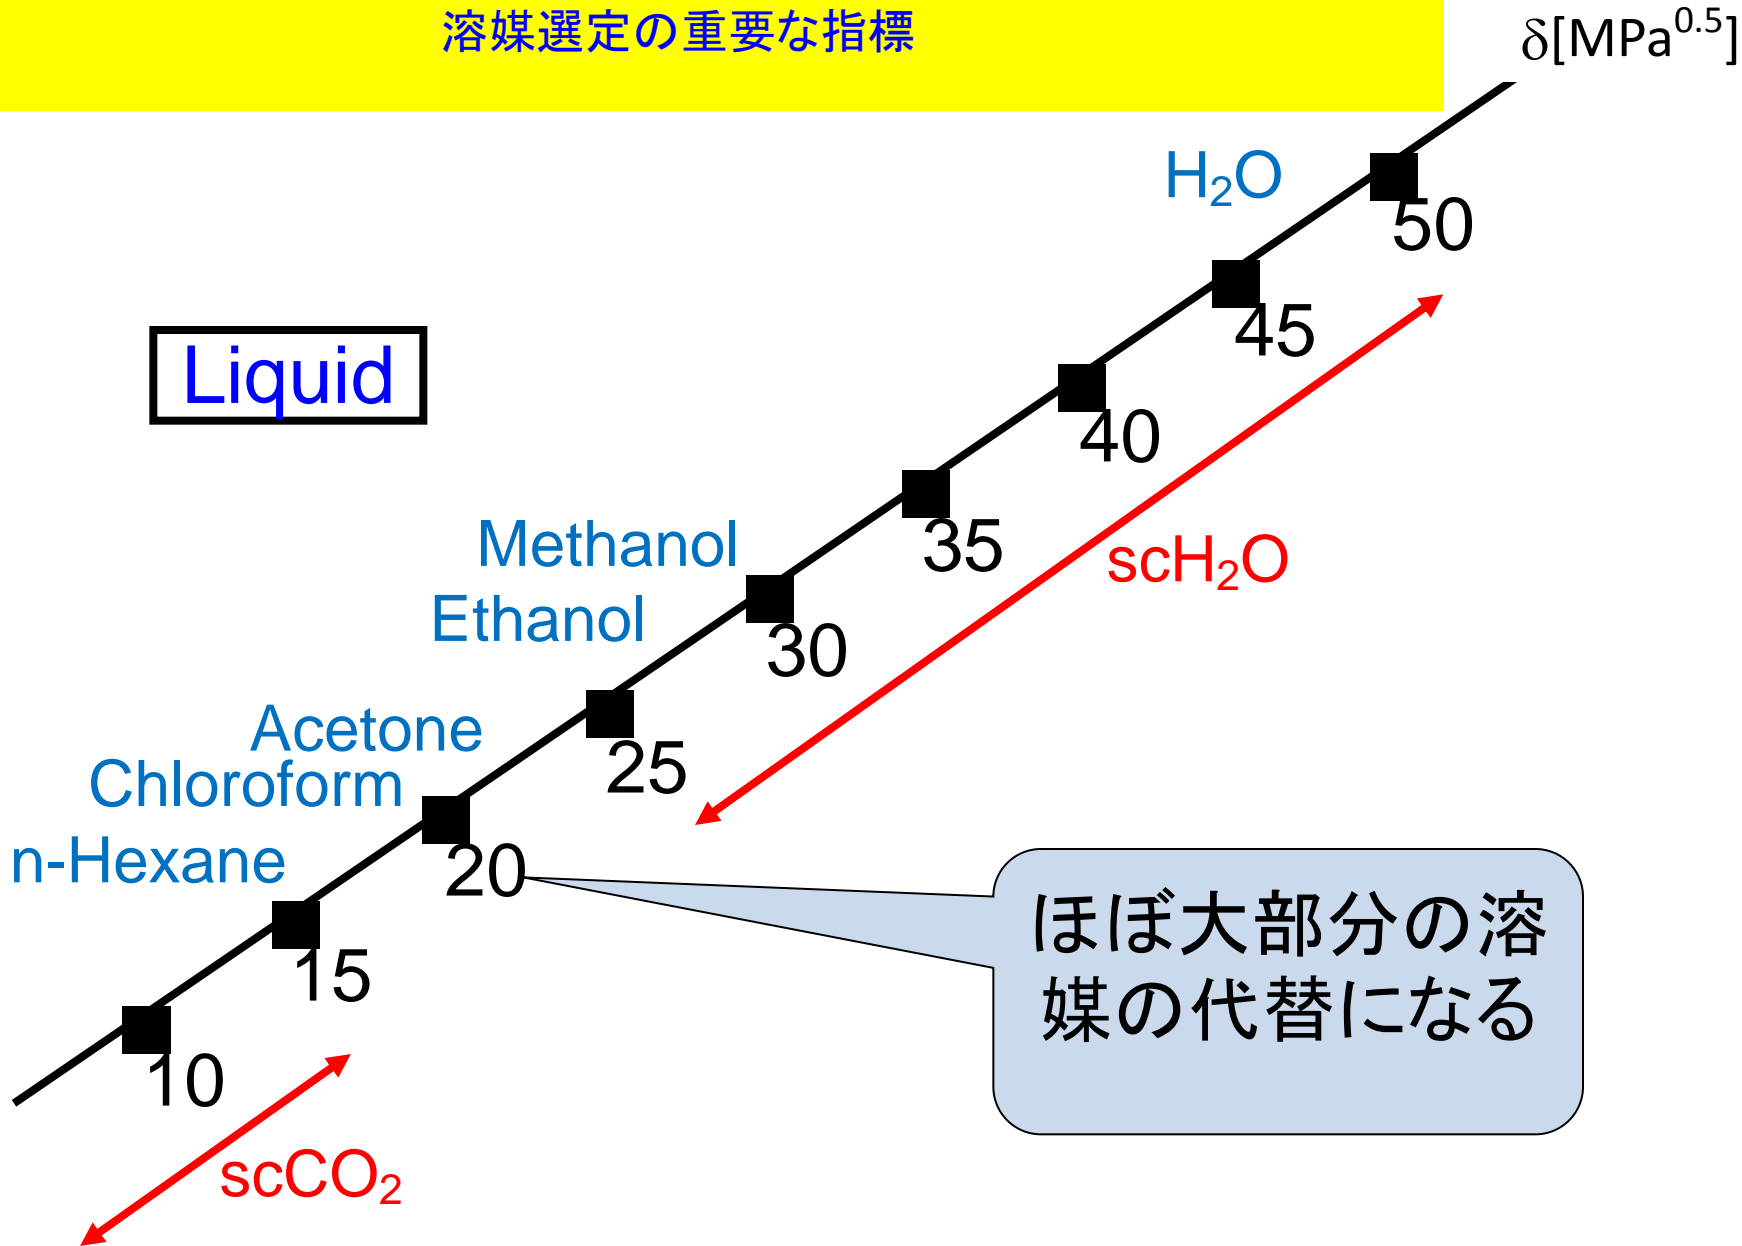 溶媒選定の重要な指標
δ[MPa^0.5]
H₂O
50
45
Liquid
40
Methanol
35
scH₂O
Ethanol
30
Acetone
25
Chloroform
n-Hexane
20
ほぼ大部分の溶
媒の代替になる
15
10
scCO₂